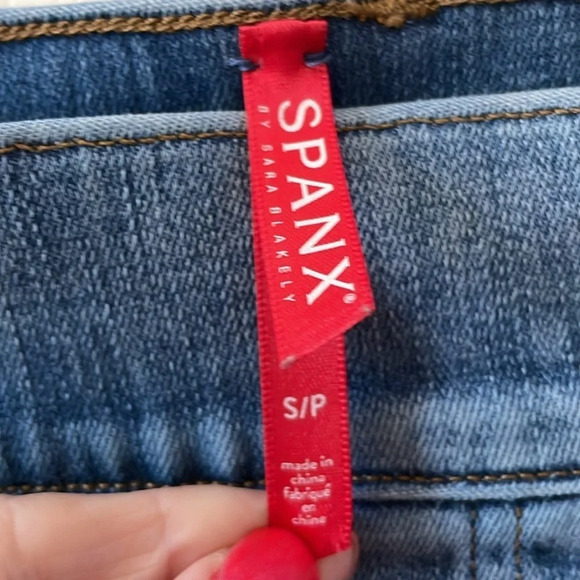 SPANX®
BY SARA BLAKELY
S/P
made in
china
fabriqué
en
chine